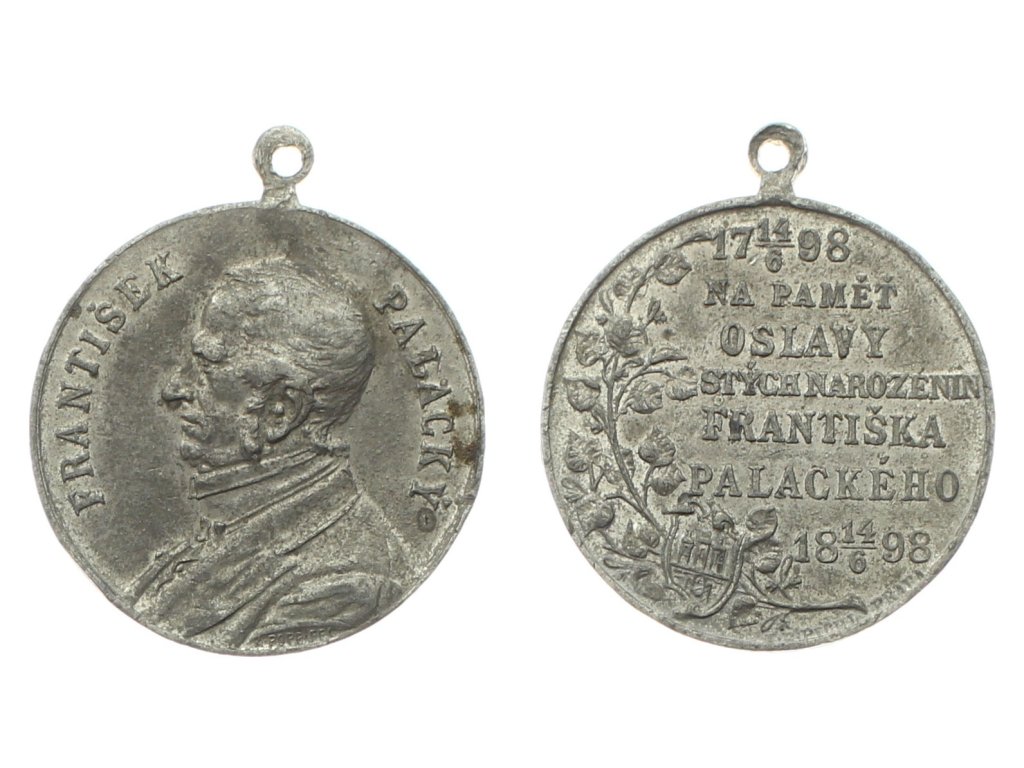 FRANTIŠEK PALACKÝ
17 14/6 98
NA PAMĚŤ
OSLAVY
STÝCH NAROZENIN
FRANTIŠKA
PALACKÉHO
18 14/6 98